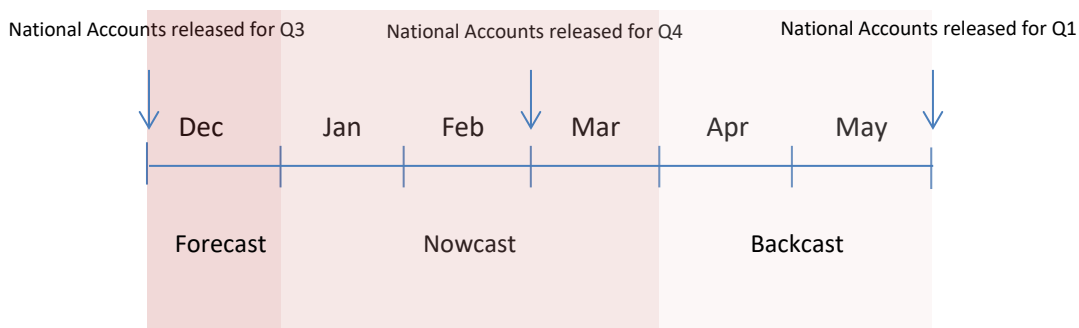 National Accounts released for Q3
National Accounts released for Q4
National Accounts released for Q1
Dec
Jan
Feb
Mar
Apr
May
Forecast
Nowcast
Backcast